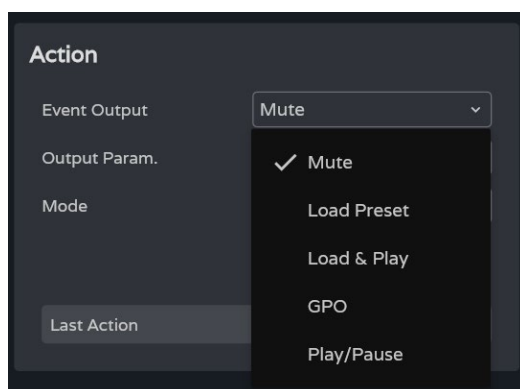 Action
Event Output
Mute
Output Param.
Mute
Mode
Load Preset
Load & Play
GPO
Last Action
Play/Pause